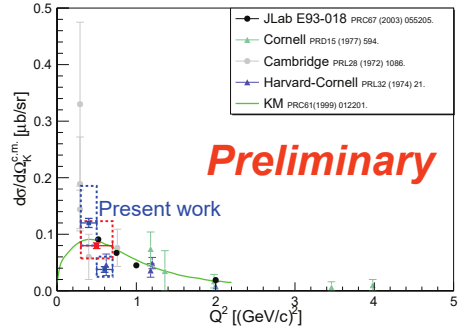 JLab E93-018 PRC67 (2003) 055205.
Cornell PRD15 (1977) 594.
Cambridge PRL28 (1972) 1086.
Harvard-Cornell PRL32 (1974) 21.
KM PRC61(1999) 012201.
Preliminary
Present work
dσ/dΩ_K^{c.m.} [μb/sr]
0.5
0.4
0.3
0.2
0.1
0.0
0 1 2 3 4 5
Q² [(GeV/c)²]